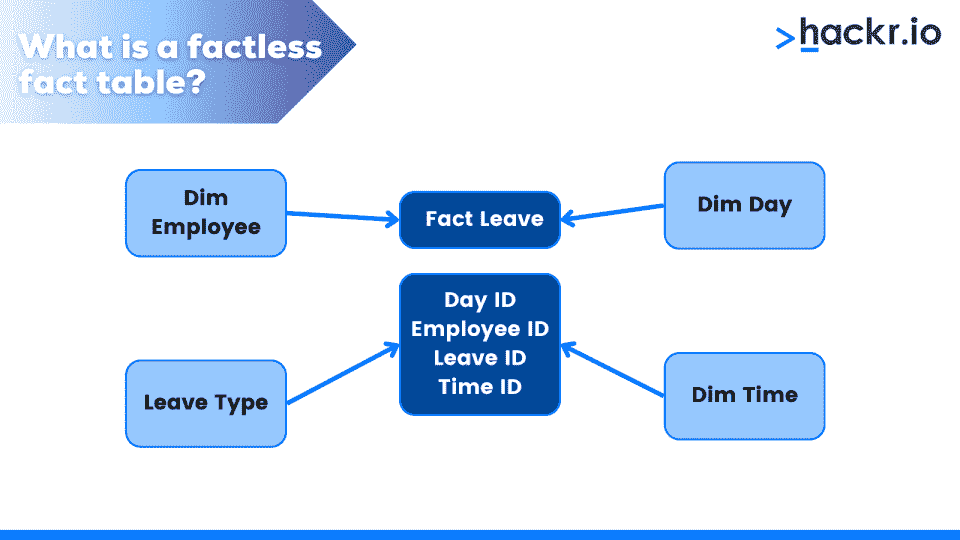 What is a factless
fact table?
hackr.io
Dim
Employee
Fact Leave
Dim Day
Day ID
Employee ID
Leave ID
Time ID
Leave Type
Dim Time